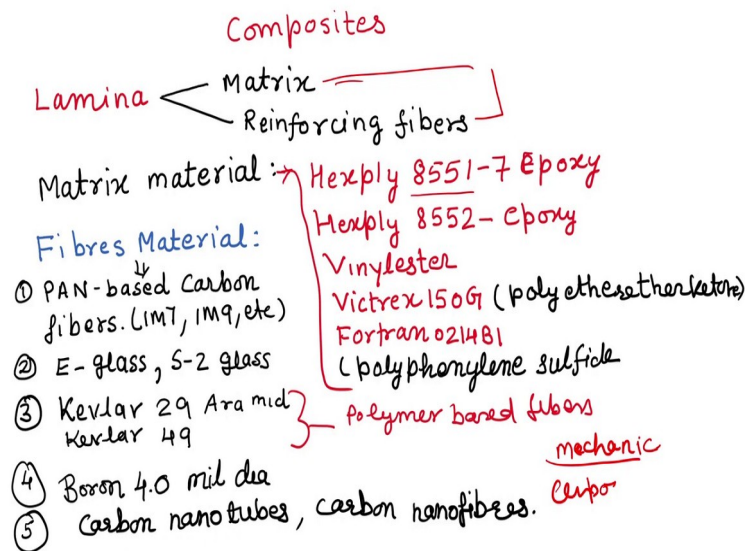 Composites
Lamina
Matrix
Reinforcing fibers
Matrix material :→ Hexply 8551-7 Epoxy
Hexply 8552- epoxy
Fibres Material:
Vinylester
① PAN-based Carbon
fibers. (IM7, IM9, etc)
Victrex 150G (polyethesetherketore)
Fortran 0214B1
(polyphonylene sulfide
② E-glass, S-2 glass
③ Kevlar 29 Aramid
Kevlar 49
Polymer based fibers
mechanic
④ Boron 4.0 mil dia
⑤ Carbon nanotubes, carbon nanofibres.